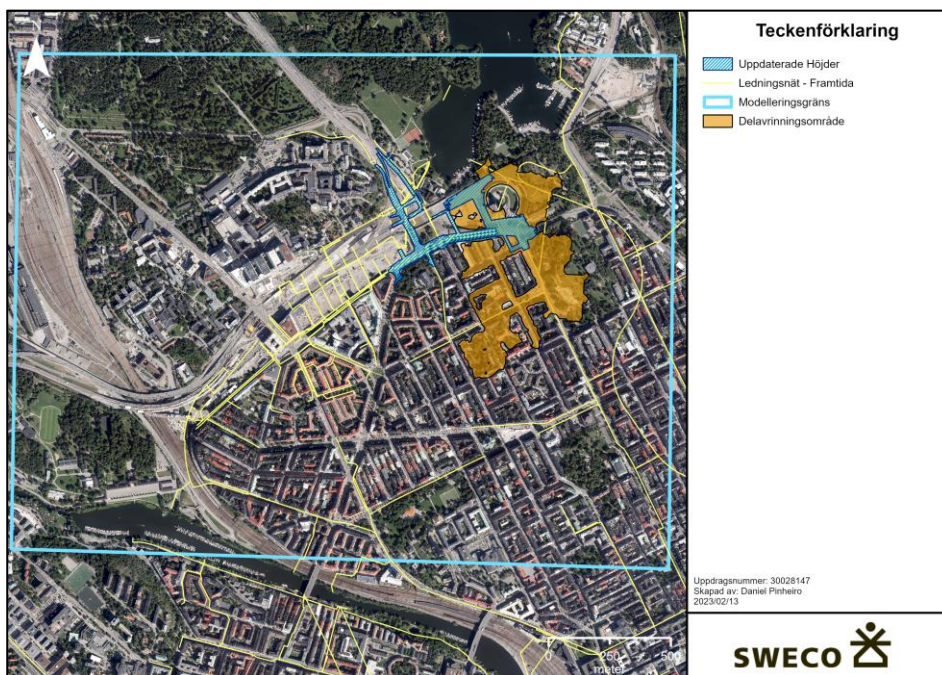 Teckenförklaring
Uppdaterade Höjder
Ledningsnät - Framtida
Modelleringsgräns
Delavrinningsområde
Uppdragsnummer: 30028147
Skapad av: Daniel Pinheiro
2023/02/13
0 250 500
meter
SWECO